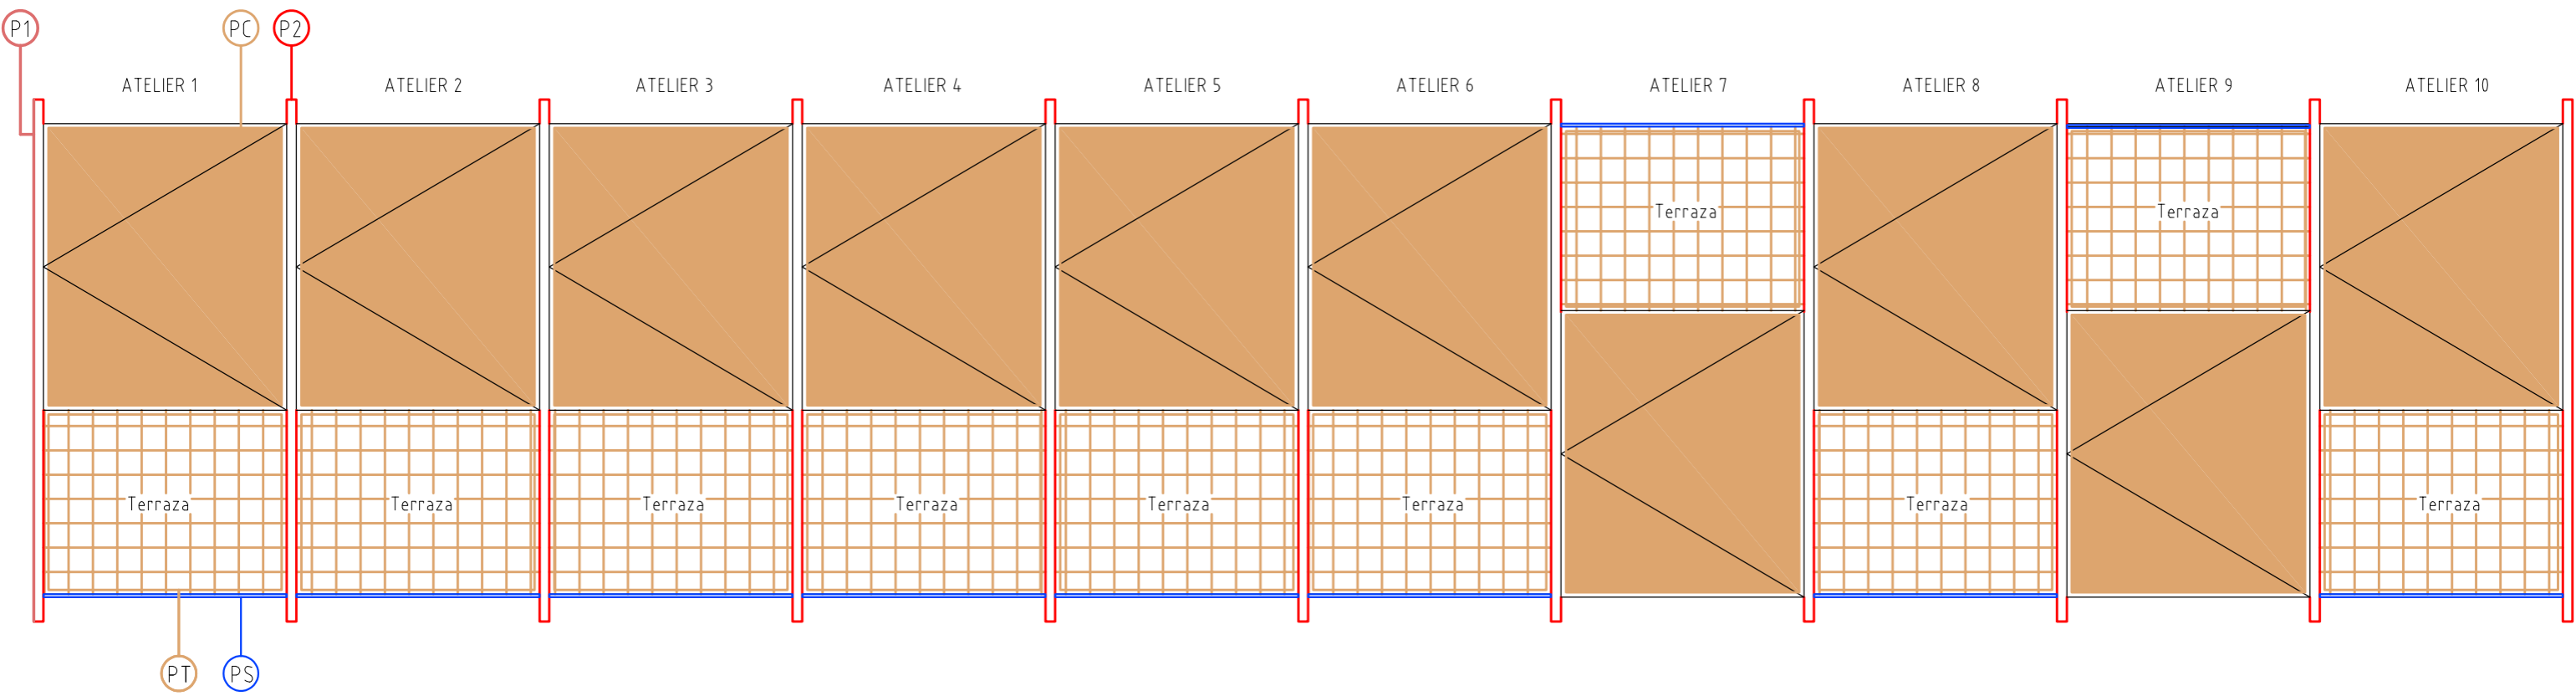 P1
PC
P2
ATELIER 1
ATELIER 2
ATELIER 3
ATELIER 4
ATELIER 5
ATELIER 6
ATELIER 7
ATELIER 8
ATELIER 9
ATELIER 10
Terraza
Terraza
Terraza
Terraza
Terraza
Terraza
Terraza
Terraza
Terraza
Terraza
PT
PS